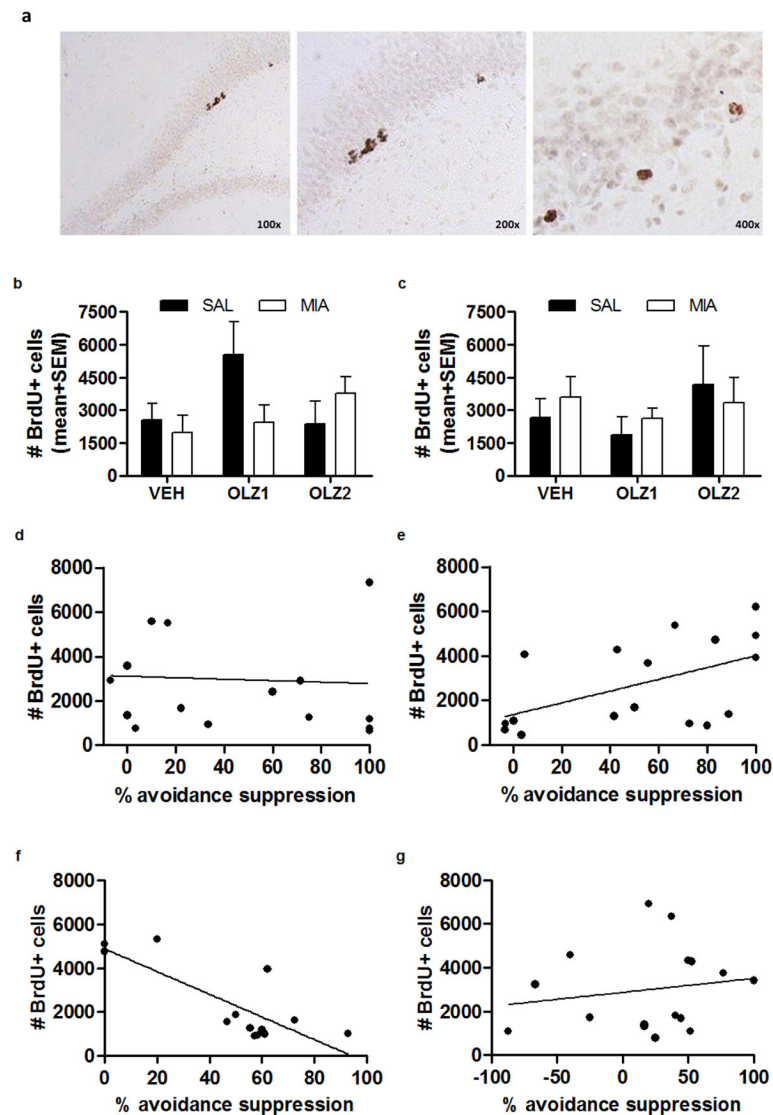 a
100x
200x
400x
b
7500
6000
4500
3000
1500
0
# BrdU+ cells
(mean+SEM)
SAL
MIA
VEH
OLZ1
OLZ2
c
7500
6000
4500
3000
1500
0
# BrdU+ cells
(mean+SEM)
SAL
MIA
VEH
OLZ1
OLZ2
d
8000
6000
4000
2000
0
# BrdU+ cells
0
20
40
60
80
100
% avoidance suppression
e
8000
6000
4000
2000
0
# BrdU+ cells
0
20
40
60
80
100
% avoidance suppression
f
8000
6000
4000
2000
0
# BrdU+ cells
0
20
40
60
80
100
% avoidance suppression
g
8000
6000
4000
2000
0
# BrdU+ cells
-100
-50
0
50
100
% avoidance suppression